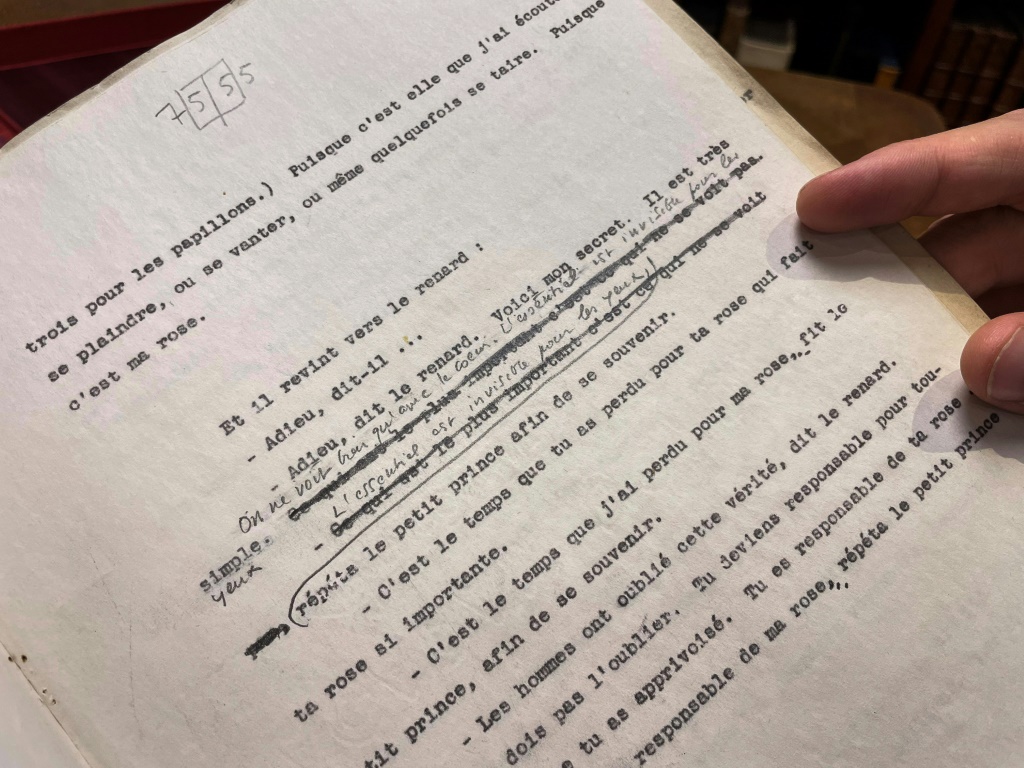 7555
trois pour les papillons.) Puisque c'est elle que j'ai écout
se plaindre, ou se vanter, ou même quelquefois se taire. Puisque
c'est ma rose.
Et il revint vers le renard :
- Adieu, dit-il ...
- Adieu, dit le renard. Voici mon secret. Il est très
On ne voit bien qu'avec le coeur. L'essentiel est invisible pour les
simple. Ce qui est le plus important c'est ce qui ne se voit pas.
yeux
L'essentiel est invisible pour les yeux,
- Ce qui est le plus important c'est ce qui ne se voit
répéta le petit prince afin de se souvenir.
- C'est le temps que tu as perdu pour ta rose qui fait
ta rose si importante.
- C'est le temps que j'ai perdu pour ma rose,.. fit le
tit prince, afin de se souvenir.
- Les hommes ont oublié cette vérité, dit le renard.
dois pas l'oublier. Tu deviens responsable pour tou-
e tu as apprivoisé. Tu es responsable de ta rose .
responsable de ma rose,.. répéta le petit prince